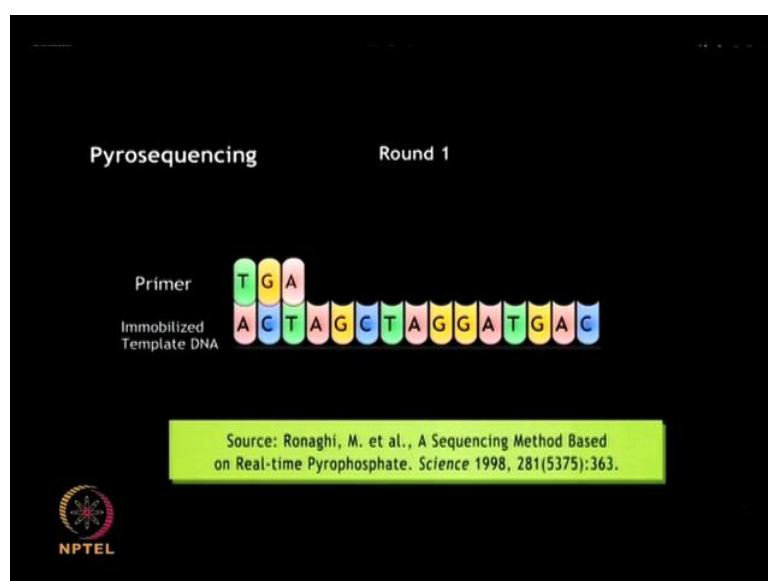 Pyrosequencing Round 1
Primer T G A
Immobilized
Template DNA A C T A G C T A G G A T G A C
Source: Ronaghi, M. et al., A Sequencing Method Based
on Real-time Pyrophosphate. Science 1998, 281(5375):363.
NPTEL